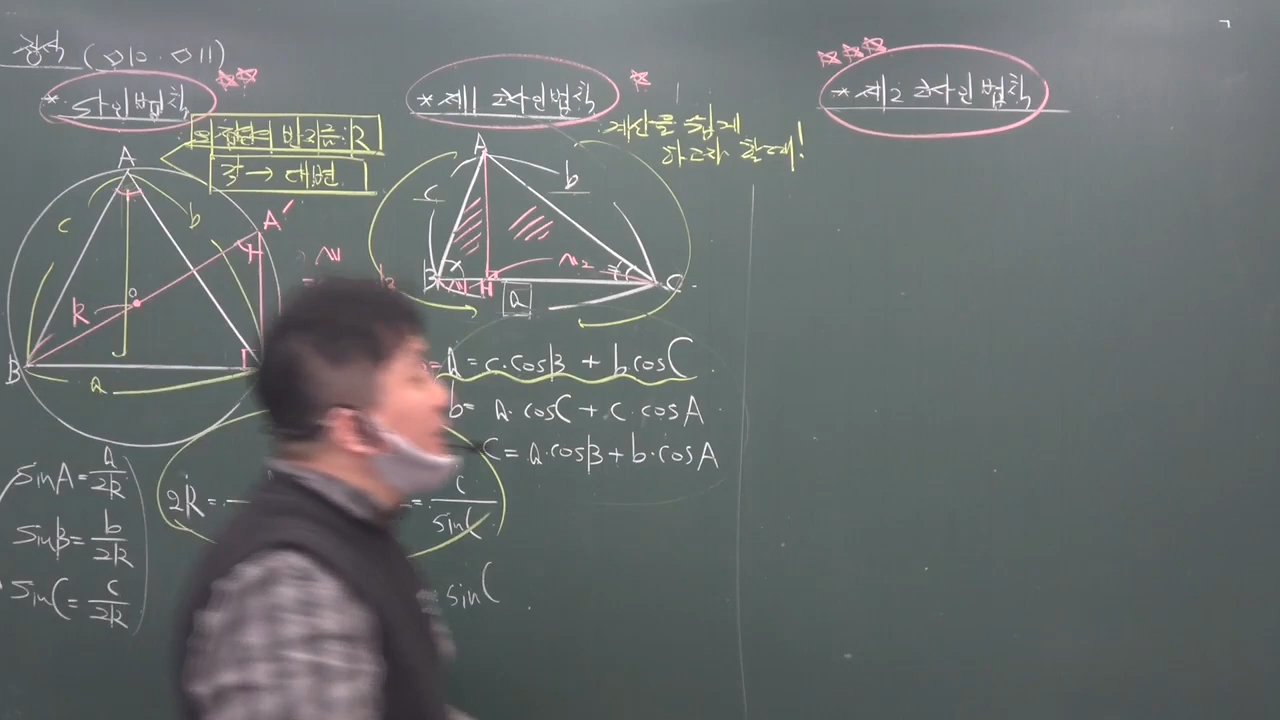 (010. 011)
* 사인법칙
외접원의 반지름: R
각 → 대변
A
c
b
A'
R
o
B
a
sinA = a/2R
sinB = b/2R
sinC = c/2R
2R =
= c/sinC
sinC
* 제1 코사인법칙
계산을 쉽게
하고자 할때!
A
c
b
B
H
C
a
a = c·cosB + b·cosC
b = a·cosC + c·cosA
c = a·cosB + b·cosA
* 제2 코사인법칙